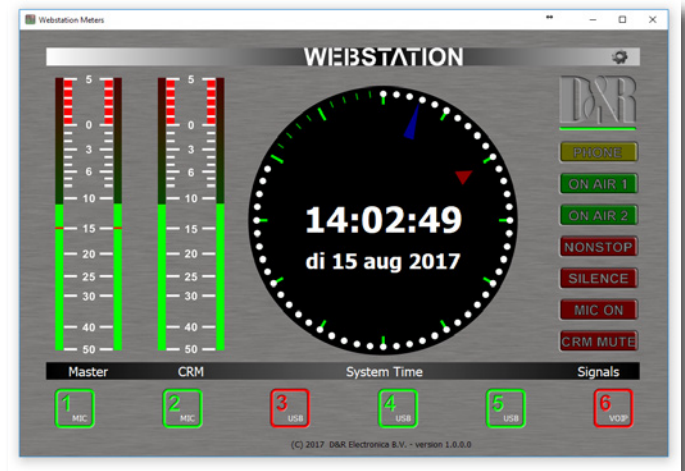 Webstation Meters
WEBSTATION
D&R
5 5
0 0
3 3
6 6
10 10
15 15
20 20
25 25
30 30
40 40
50 50
14:02:49
di 15 aug 2017
PHONE
ON AIR 1
ON AIR 2
NONSTOP
SILENCE
MIC ON
CRM MUTE
Master CRM System Time Signals
1 MIC
2 MIC
3 USB
4 USB
5 USB
6 VOIP
(C) 2017 D&R Electronica B.V. - version 1.0.0.0